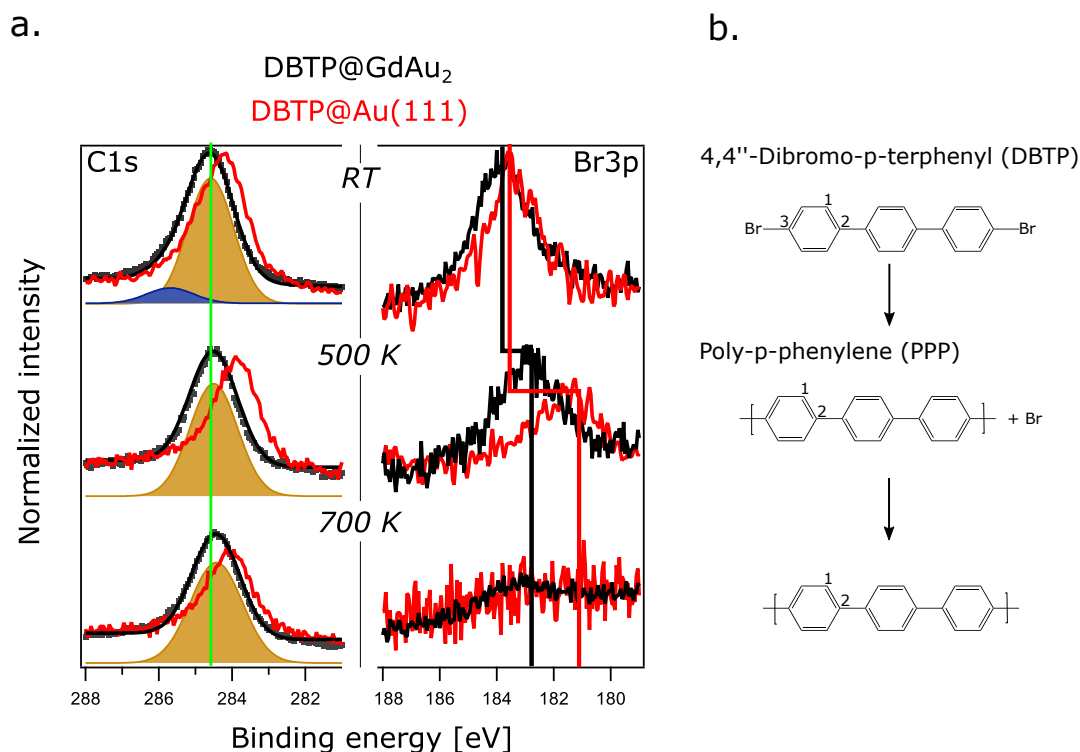 a.
DBTP@GdAu₂
DBTP@Au(111)
C1s
RT
Br3p
500 K
700 K
Normalized intensity
288 286 284 282
188 186 184 182 180
Binding energy [eV]
b.
4,4''-Dibromo-p-terphenyl (DBTP)
1
Br 3 2 Br
Poly-p-phenylene (PPP)
1
2 + Br
1
2